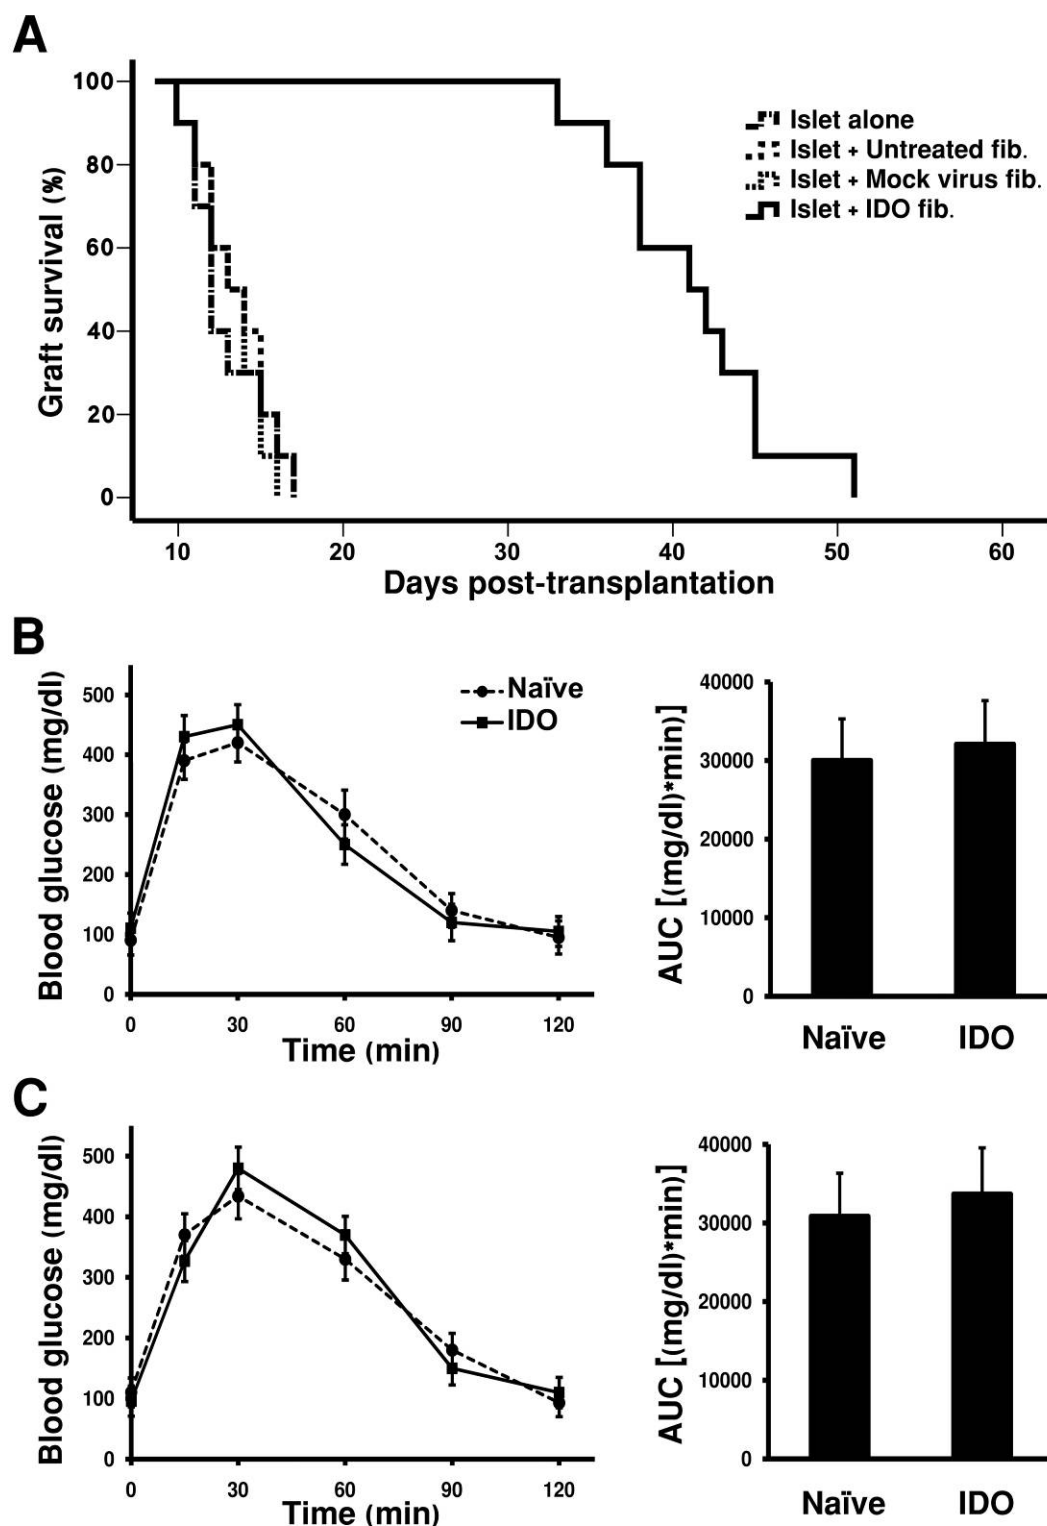 A
Graft survival (%)
100
80
60
40
20
0
Islet alone
Islet + Untreated fib.
Islet + Mock virus fib.
Islet + IDO fib.
10 20 30 40 50 60
Days post-transplantation
B
Blood glucose (mg/dl)
500
400
300
200
100
0
Naïve
IDO
0 30 60 90 120
Time (min)
AUC [(mg/dl)*min)]
40000
30000
20000
10000
0
Naïve IDO
C
Blood glucose (mg/dl)
500
400
300
200
100
0
0 30 60 90 120
Time (min)
AUC [(mg/dl)*min)]
40000
30000
20000
10000
0
Naïve IDO